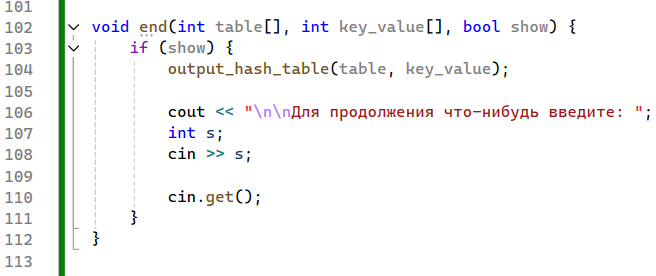 101
102 void end(int table[], int key_value[], bool show) {
103 if (show) {
104 output_hash_table(table, key_value);
105
106 cout << "\n\nДля продолжения что-нибудь введите: ";
107 int s;
108 cin >> s;
109
110 cin.get();
111 }
112 }
113